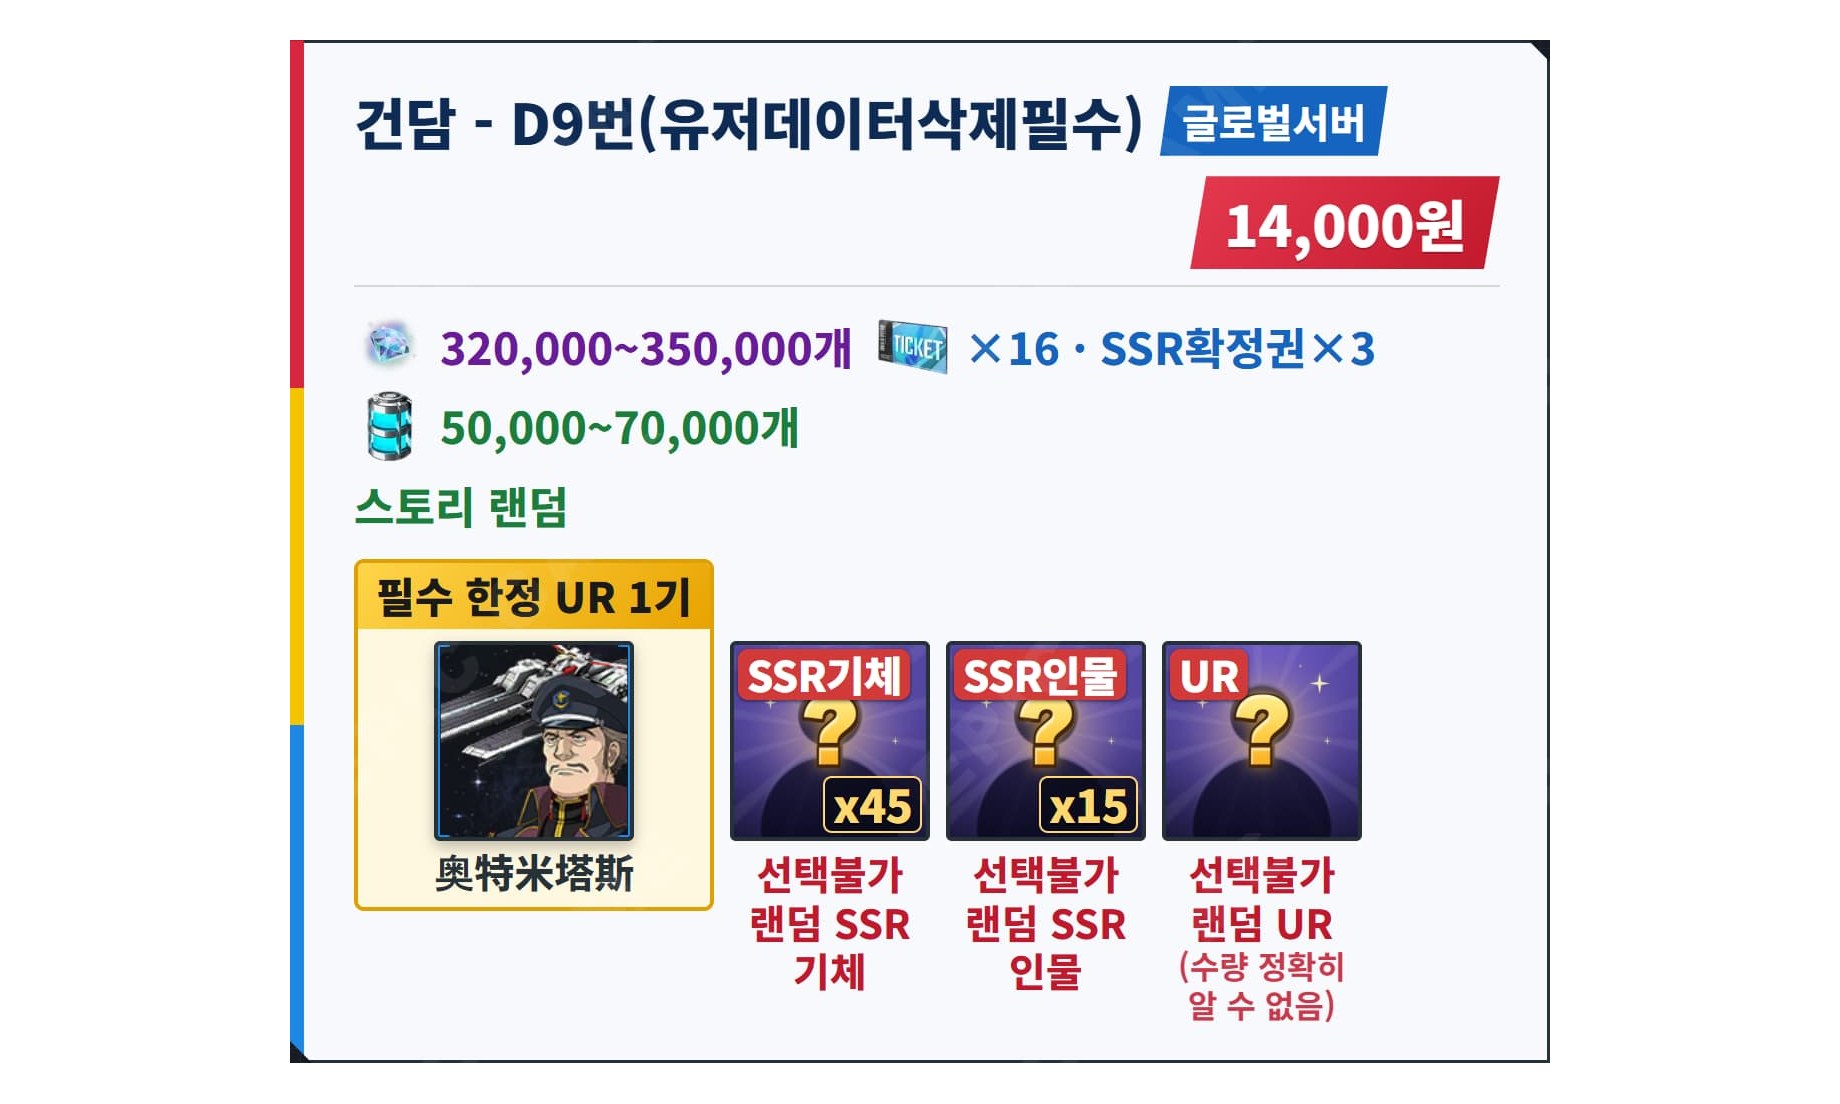 건담 - D9번(유저데이터삭제필수) 글로벌서버
14,000원
320,000~350,000개 TICKET ×16 · SSR확정권×3
50,000~70,000개
스토리 랜덤
필수 한정 UR 1기
奥特米塔斯
SSR기체
x45
선택불가
랜덤 SSR
기체
SSR인물
x15
선택불가
랜덤 SSR
인물
UR
선택불가
랜덤 UR
(수량 정확히
알 수 없음)